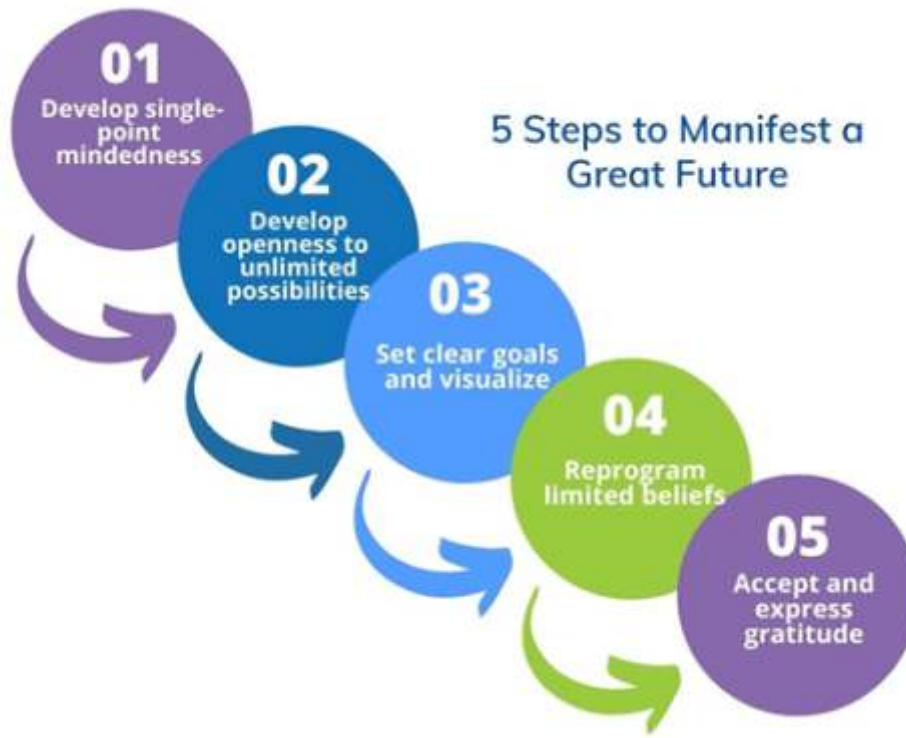 01
Develop single-
point
mindedness
5 Steps to Manifest a
Great Future
02
Develop
openness to
unlimited
possibilities
03
Set clear goals
and visualize
04
Reprogram
limited beliefs
05
Accept and
express
gratitude